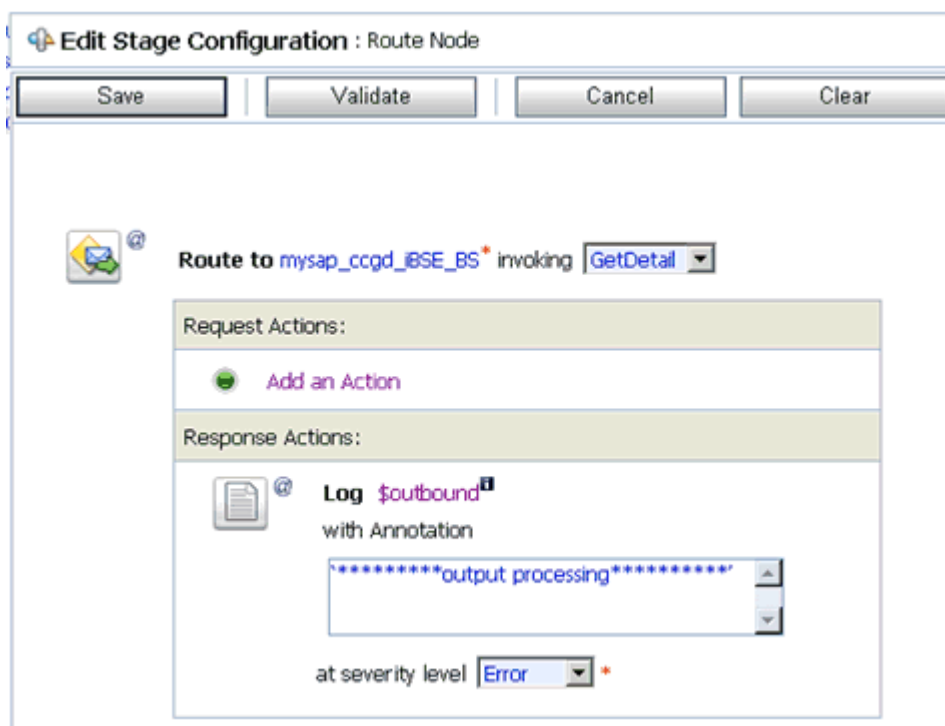 Edit Stage Configuration : Route Node
Save Validate Cancel Clear
@ Route to mysap_ccgd_iBSE_BS* invoking GetDetail
Request Actions:
Add an Action
Response Actions:
@ Log $outbound
with Annotation
'*********output processing**********'
at severity level Error *